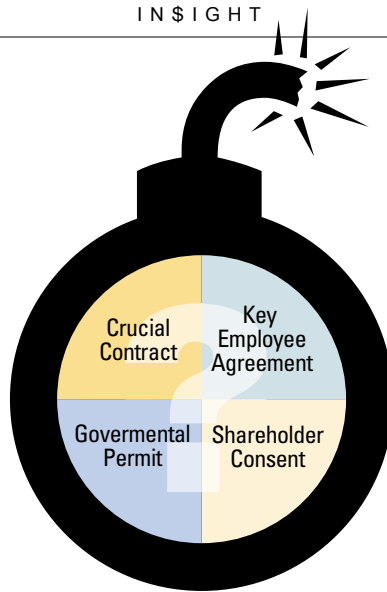 IN$IGHT
Crucial
Contract
Key
Employee
Agreement
Govermental
Permit
Shareholder
Consent
?